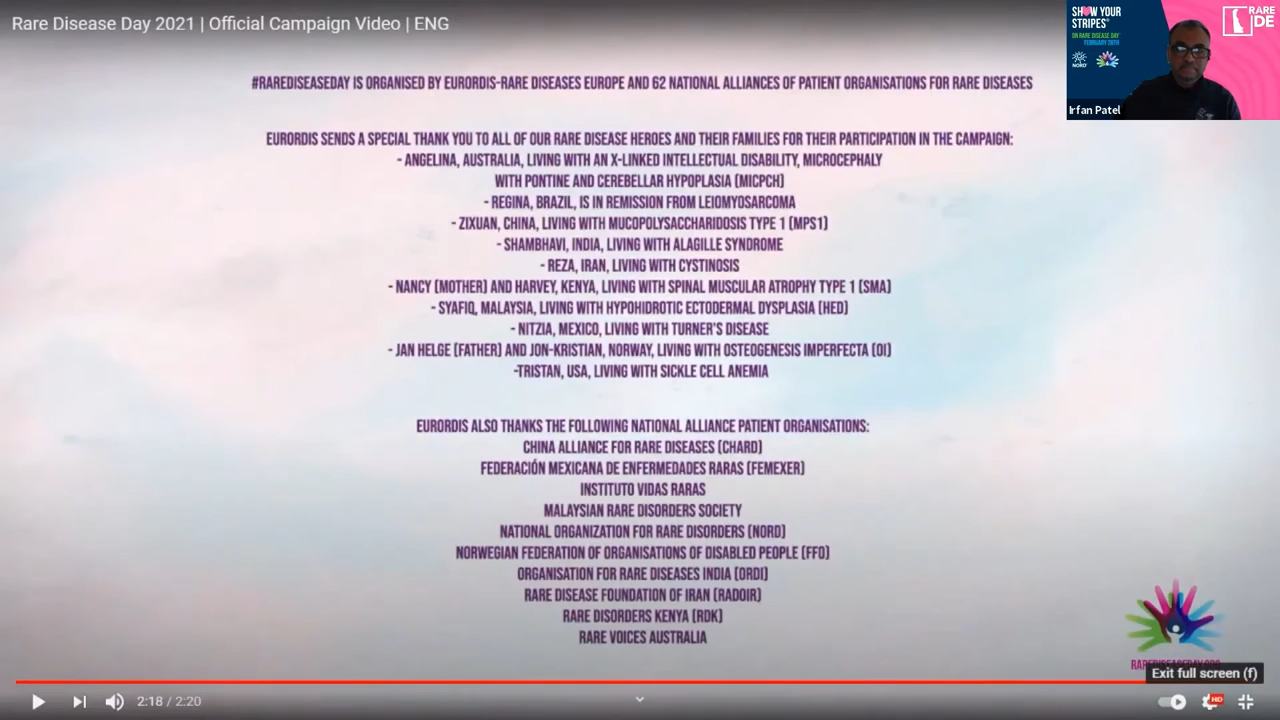 Rare Disease Day 2021 | Official Campaign Video | ENG
SHOW YOUR
STRIPES
ON RARE DISEASE DAY
FEBRUARY 28TH
NORD
RARE
DE
Irfan Patel
#RAREDISEASEDAY IS ORGANISED BY EURORDIS-RARE DISEASES EUROPE AND 62 NATIONAL ALLIANCES OF PATIENT ORGANISATIONS FOR RARE DISEASES
EURORDIS SENDS A SPECIAL THANK YOU TO ALL OF OUR RARE DISEASE HEROES AND THEIR FAMILIES FOR THEIR PARTICIPATION IN THE CAMPAIGN:
- ANGELINA, AUSTRALIA, LIVING WITH AN X-LINKED INTELLECTUAL DISABILITY, MICROCEPHALY
WITH PONTINE AND CEREBELLAR HYPOPLASIA (MICPCH)
- REGINA, BRAZIL, IS IN REMISSION FROM LEIOMYOSARCOMA
- ZIXUAN, CHINA, LIVING WITH MUCOPOLYSACCHARIDOSIS TYPE 1 (MPS1)
- SHAMBHAVI, INDIA, LIVING WITH ALAGILLE SYNDROME
- REZA, IRAN, LIVING WITH CYSTINOSIS
- NANCY (MOTHER) AND HARVEY, KENYA, LIVING WITH SPINAL MUSCULAR ATROPHY TYPE 1 (SMA)
- SYAFIQ, MALAYSIA, LIVING WITH HYPOHIDROTIC ECTODERMAL DYSPLASIA (HED)
- NITZIA, MEXICO, LIVING WITH TURNER'S DISEASE
- JAN HELGE (FATHER) AND JON-KRISTIAN, NORWAY, LIVING WITH OSTEOGENESIS IMPERFECTA (OI)
-TRISTAN, USA, LIVING WITH SICKLE CELL ANEMIA
EURORDIS ALSO THANKS THE FOLLOWING NATIONAL ALLIANCE PATIENT ORGANISATIONS:
CHINA ALLIANCE FOR RARE DISEASES (CHARD)
FEDERACIÓN MEXICANA DE ENFERMEDADES RARAS (FEMEXER)
INSTITUTO VIDAS RARAS
MALAYSIAN RARE DISORDERS SOCIETY
NATIONAL ORGANIZATION FOR RARE DISORDERS (NORD)
NORWEGIAN FEDERATION OF ORGANISATIONS OF DISABLED PEOPLE (FFO)
ORGANISATION FOR RARE DISEASES INDIA (ORDI)
RARE DISEASE FOUNDATION OF IRAN (RADOIR)
RARE DISORDERS KENYA (RDK)
RARE VOICES AUSTRALIA
Exit full screen (f)
2:18 / 2:20
HD